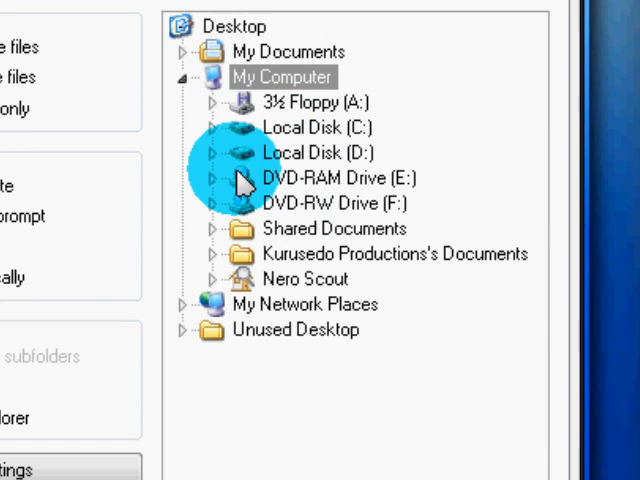 Desktop
e files
My Documents
e files
My Computer
only
3½ Floppy (A:)
Local Disk (C:)
Local Disk (D:)
te
DVD-RAM Drive (E:)
prompt
DVD-RW Drive (F:)
Shared Documents
Kurusedo Productions's Documents
cally
Nero Scout
My Network Places
Unused Desktop
subfolders
lorer
tings